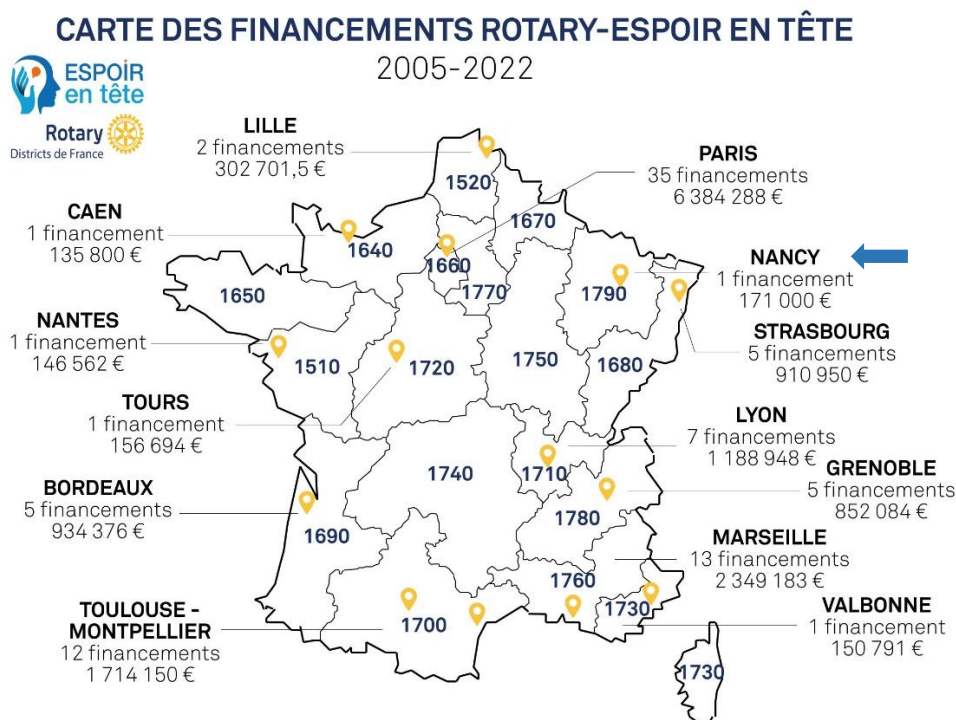 CARTE DES FINANCEMENTS ROTARY-ESPOIR EN TÊTE
2005-2022
ESPOIR
en tête
Rotary
Districts de France
LILLE
2 financements
302 701,5 €
PARIS
35 financements
6 384 288 €
CAEN
1 financement
135 800 €
NANCY
1 financement
171 000 €
NANTES
1 financement
146 562 €
STRASBOURG
5 financements
910 950 €
TOURS
1 financement
156 694 €
LYON
7 financements
1 188 948 €
BORDEAUX
5 financements
934 376 €
GRENOBLE
5 financements
852 084 €
MARSEILLE
13 financements
2 349 183 €
TOULOUSE -
MONTPELLIER
12 financements
1 714 150 €
VALBONNE
1 financement
150 791 €
1520
1670
1640
1660
1650
1770
1790
1510
1720
1750
1680
1740
1710
1780
1690
1760
1700
1730
1730